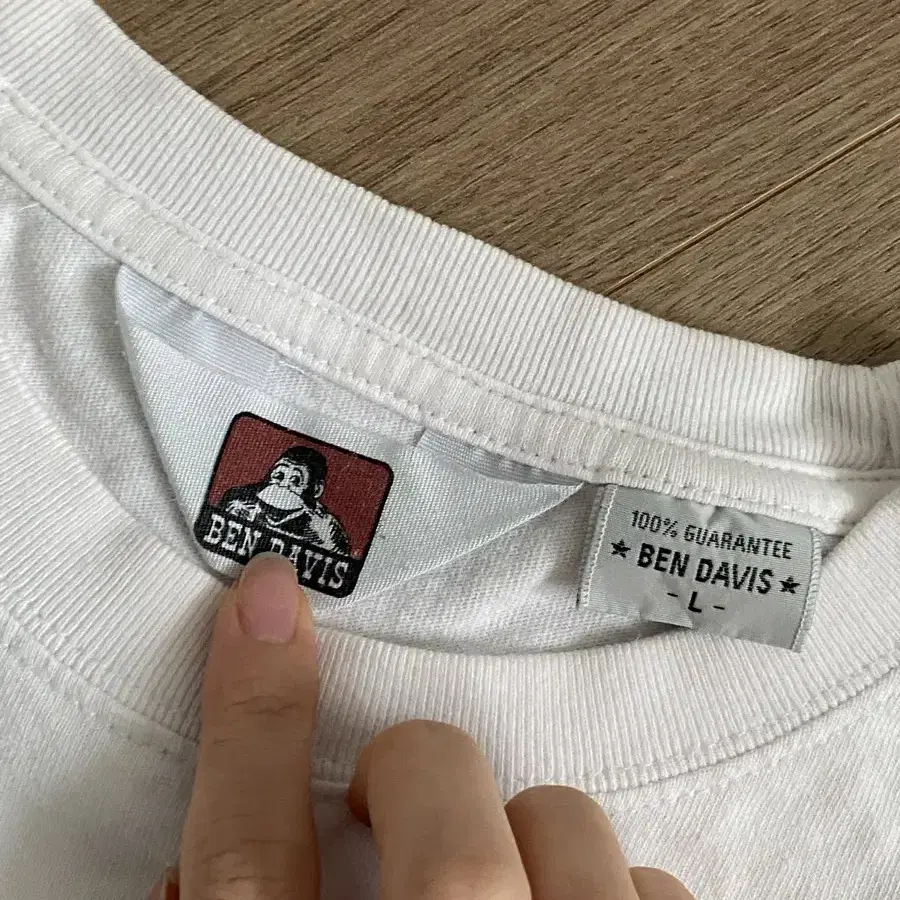 BEN DAVIS
100% GUARANTEE
★ BEN DAVIS ★
- L -